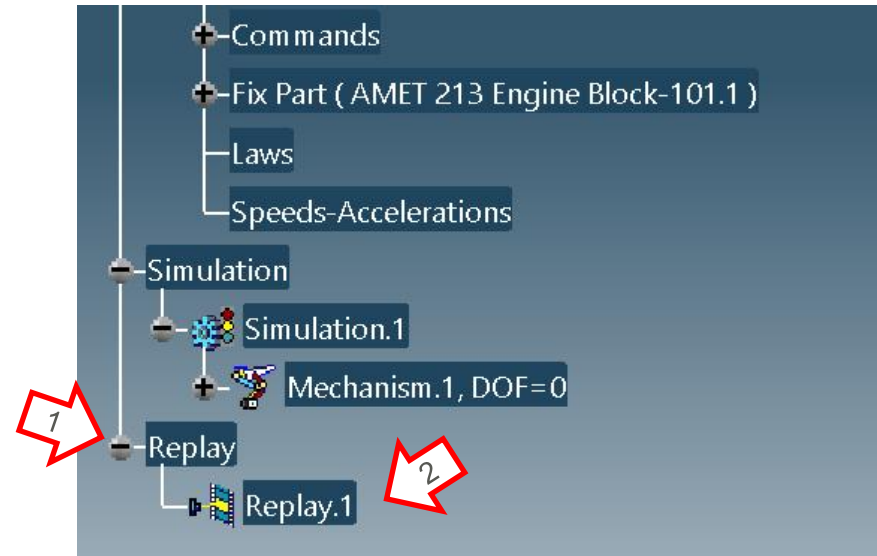 Commands
Fix Part ( AMET 213 Engine Block-101.1 )
Laws
Speeds-Accelerations
Simulation
Simulation.1
Mechanism.1, DOF=0
1
Replay
2
Replay.1